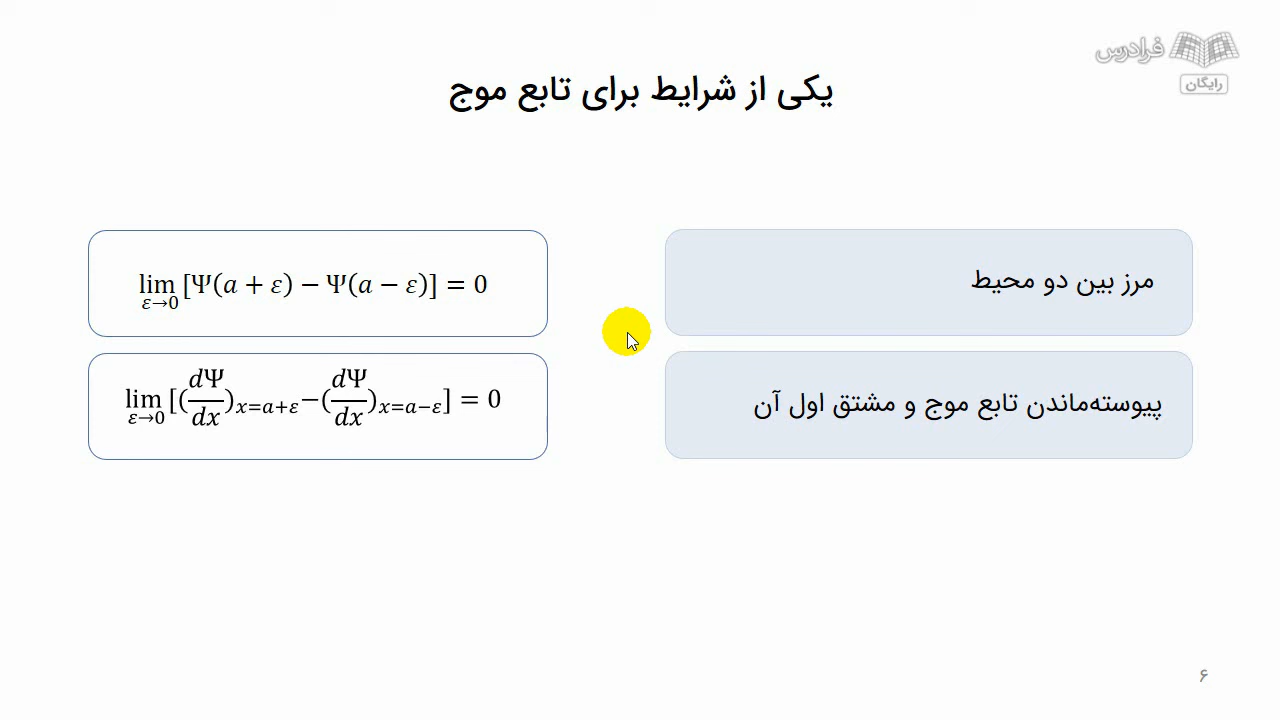 فرادرس
رایگان
یکی از شرایط برای تابع موج
مرز بین دو محیط
lim ε→0 [Ψ(a + ε) − Ψ(a − ε)] = 0
پیوسته‌ماندن تابع موج و مشتق اول آن
lim ε→0 [(dΨ/dx)x=a+ε −(dΨ/dx)x=a−ε] = 0
۶